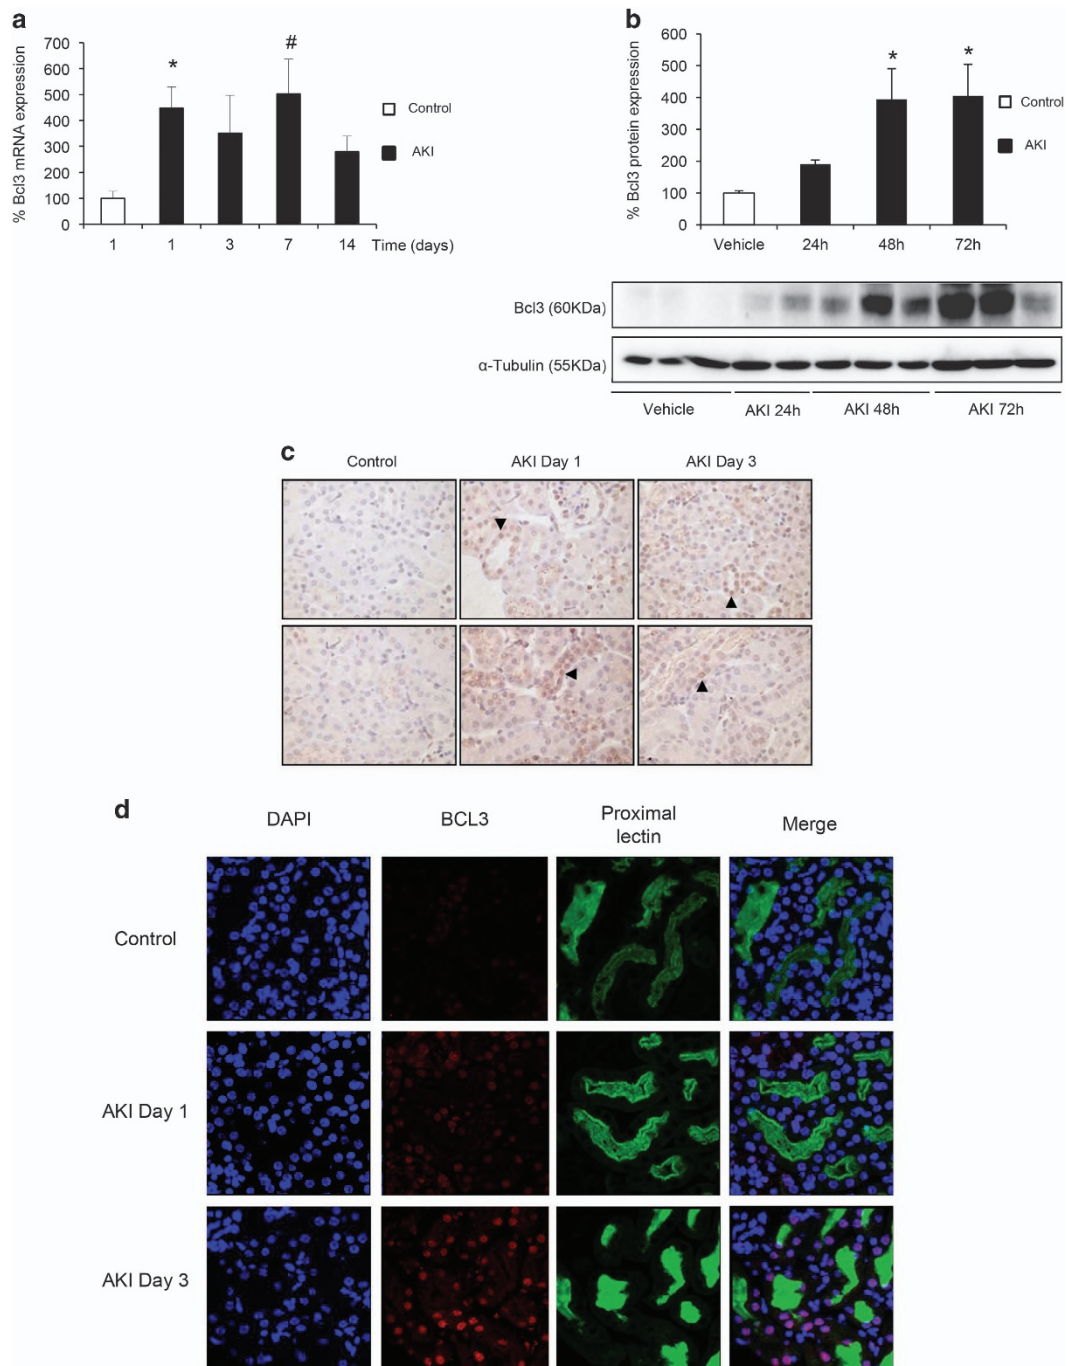 a
% Bcl3 mRNA expression
700
600
500
400
300
200
100
0
*
#
1
1
3
7
14
Time (days)
Control
AKI
b
% Bcl3 protein expression
600
500
400
300
200
100
0
*
*
Vehicle
24h
48h
72h
Control
AKI
Bcl3 (60KDa)
α-Tubulin (55KDa)
Vehicle
AKI 24h
AKI 48h
AKI 72h
c
Control
AKI Day 1
AKI Day 3
d
DAPI
BCL3
Proximal
lectin
Merge
Control
AKI Day 1
AKI Day 3